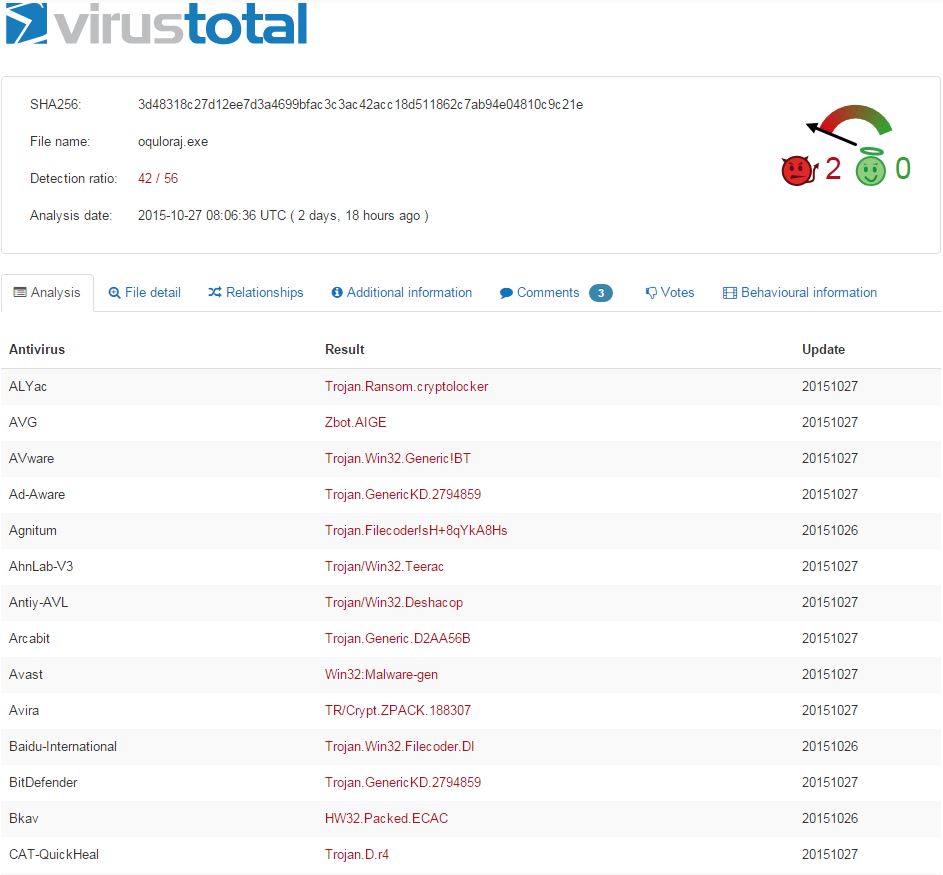 virustotal
SHA256: 3d48318c27d12ee7d3a4699bfac3c3ac42acc18d511862c7ab94e04810c9c21e
File name: oquloraj.exe
Detection ratio: 42 / 56
Analysis date: 2015-10-27 08:06:36 UTC ( 2 days, 18 hours ago )
2 0
Analysis File detail Relationships Additional information Comments 3 Votes Behavioural information
Antivirus Result Update
ALYac Trojan.Ransom.cryptolocker 20151027
AVG Zbot.AIGE 20151027
AVware Trojan.Win32.Generic!BT 20151027
Ad-Aware Trojan.GenericKD.2794859 20151027
Agnitum Trojan.Filecoder!sH+8qYkA8Hs 20151026
AhnLab-V3 Trojan/Win32.Teerac 20151027
Antiy-AVL Trojan/Win32.Deshacop 20151027
Arcabit Trojan.Generic.D2AA56B 20151027
Avast Win32:Malware-gen 20151027
Avira TR/Crypt.ZPACK.188307 20151027
Baidu-International Trojan.Win32.Filecoder.DI 20151026
BitDefender Trojan.GenericKD.2794859 20151027
Bkav HW32.Packed.ECAC 20151026
CAT-QuickHeal Trojan.D.r4 20151027